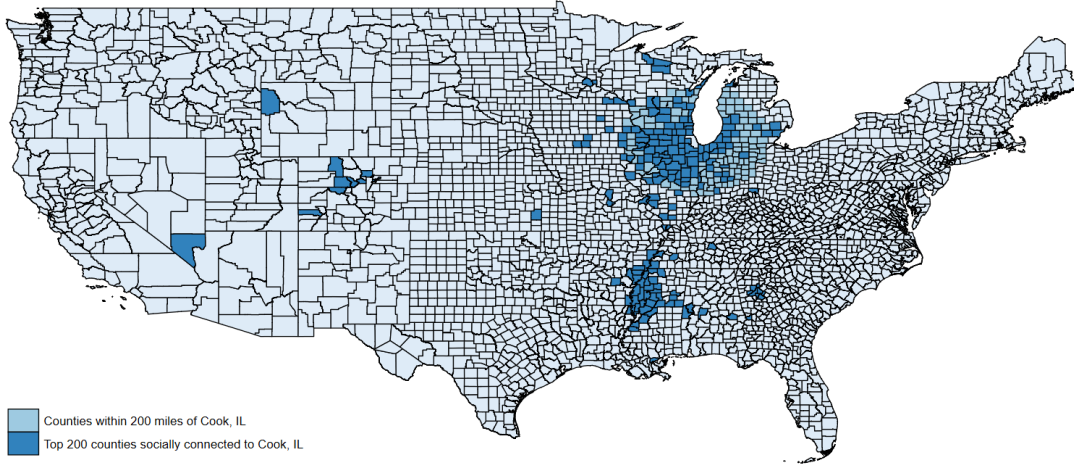 Counties within 200 miles of Cook, IL
Top 200 counties socially connected to Cook, IL